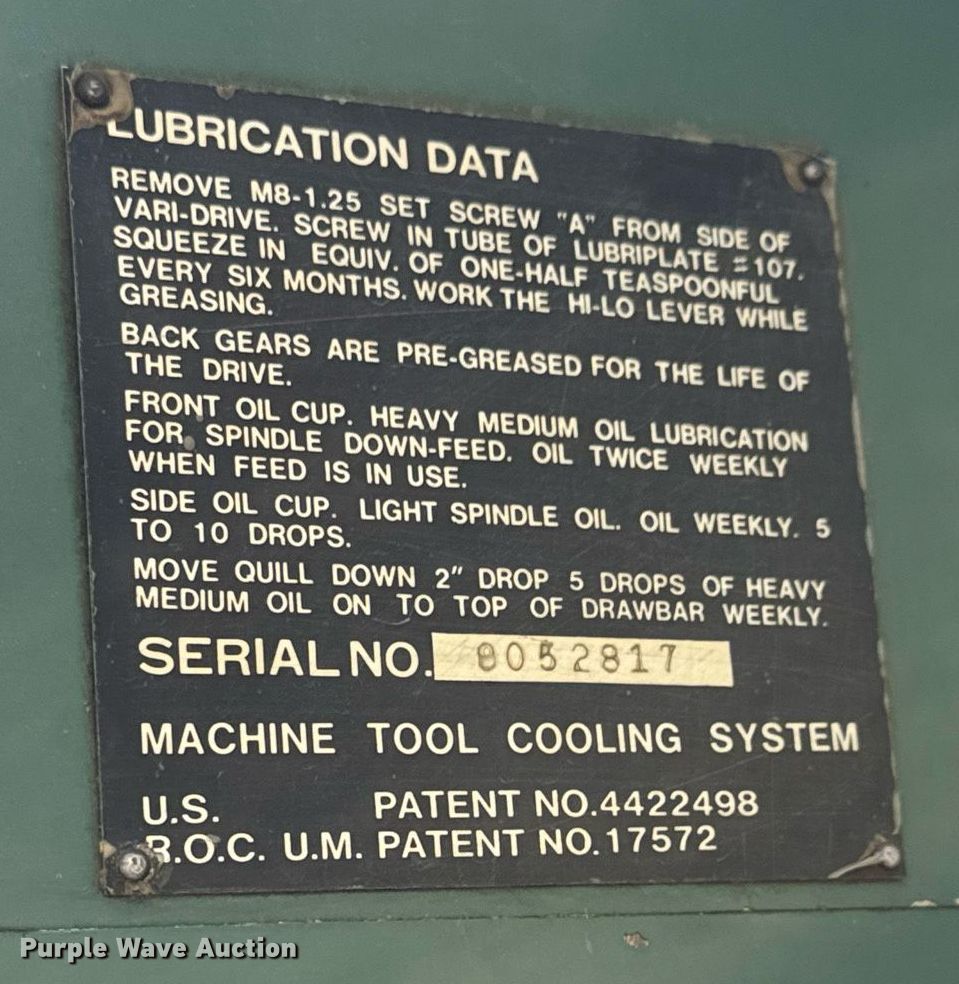 LUBRICATION DATA
REMOVE M8-1.25 SET SCREW "A" FROM SIDE OF
VARI-DRIVE. SCREW IN TUBE OF LUBRIPLATE =107.
SQUEEZE IN EQUIV. OF ONE-HALF TEASPOONFUL
EVERY SIX MONTHS. WORK THE HI-LO LEVER WHILE
GREASING.
BACK GEARS ARE PRE-GREASED FOR THE LIFE OF
THE DRIVE.
FRONT OIL CUP. HEAVY MEDIUM OIL LUBRICATION
FOR SPINDLE DOWN-FEED. OIL TWICE WEEKLY
WHEN FEED IS IN USE.
SIDE OIL CUP. LIGHT SPINDLE OIL. OIL WEEKLY. 5
TO 10 DROPS.
MOVE QUILL DOWN 2" DROP 5 DROPS OF HEAVY
MEDIUM OIL ON TO TOP OF DRAWBAR WEEKLY.
SERIAL NO. 8052817
MACHINE TOOL COOLING SYSTEM
U.S. PATENT NO.4422498
R.O.C. U.M. PATENT NO.17572
Purple Wave Auction